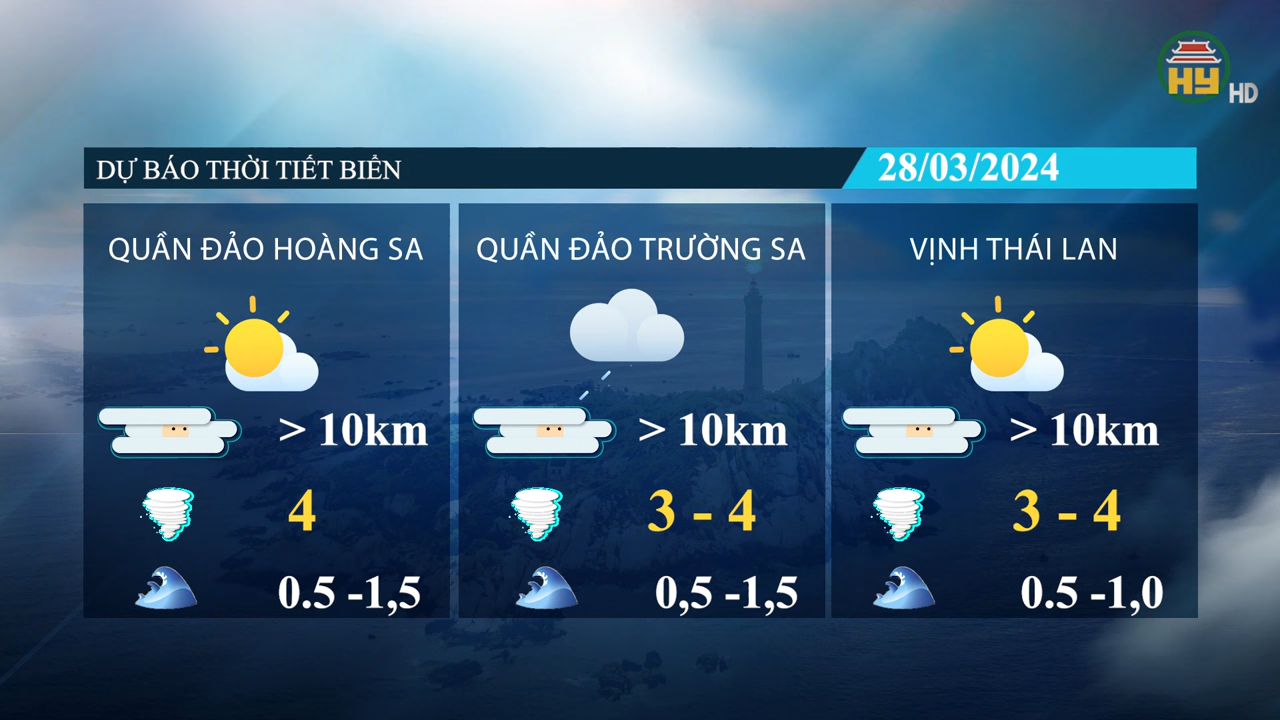 HY HD
DỰ BÁO THỜI TIẾT BIỂN
28/03/2024
QUẦN ĐẢO HOÀNG SA
> 10km
4
0.5 -1,5
QUẦN ĐẢO TRƯỜNG SA
> 10km
3 - 4
0,5 -1,5
VỊNH THÁI LAN
> 10km
3 - 4
0.5 -1,0